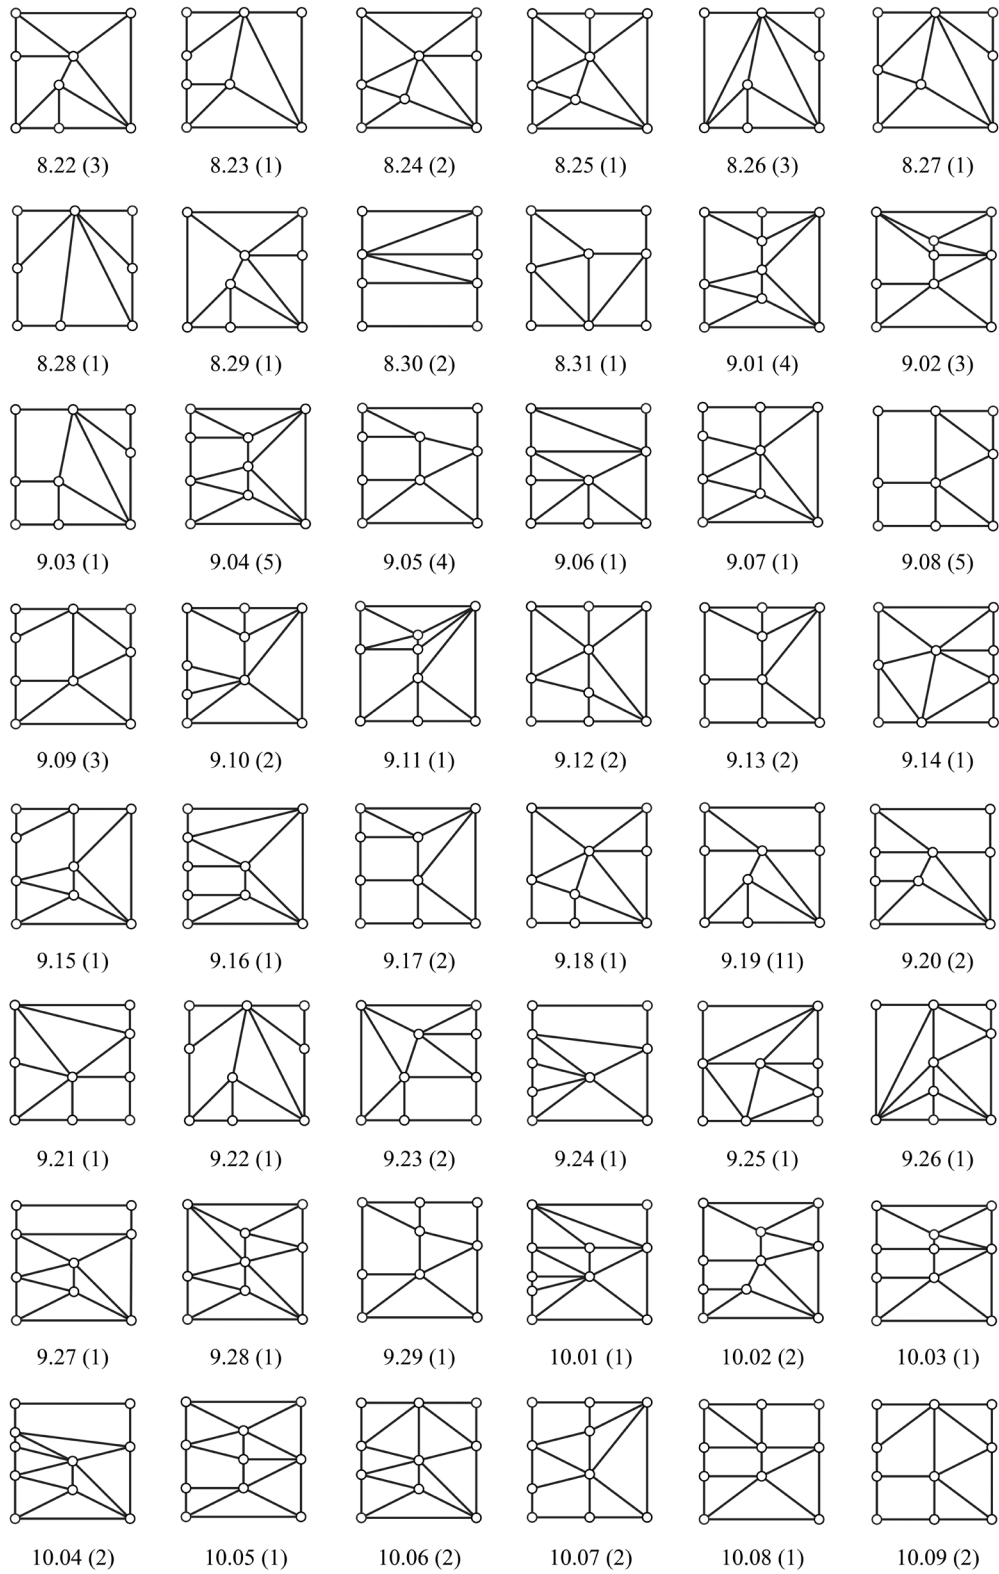 8.22 (3) 8.23 (1) 8.24 (2) 8.25 (1) 8.26 (3) 8.27 (1)
8.28 (1) 8.29 (1) 8.30 (2) 8.31 (1) 9.01 (4) 9.02 (3)
9.03 (1) 9.04 (5) 9.05 (4) 9.06 (1) 9.07 (1) 9.08 (5)
9.09 (3) 9.10 (2) 9.11 (1) 9.12 (2) 9.13 (2) 9.14 (1)
9.15 (1) 9.16 (1) 9.17 (2) 9.18 (1) 9.19 (11) 9.20 (2)
9.21 (1) 9.22 (1) 9.23 (2) 9.24 (1) 9.25 (1) 9.26 (1)
9.27 (1) 9.28 (1) 9.29 (1) 10.01 (1) 10.02 (2) 10.03 (1)
10.04 (2) 10.05 (1) 10.06 (2) 10.07 (2) 10.08 (1) 10.09 (2)